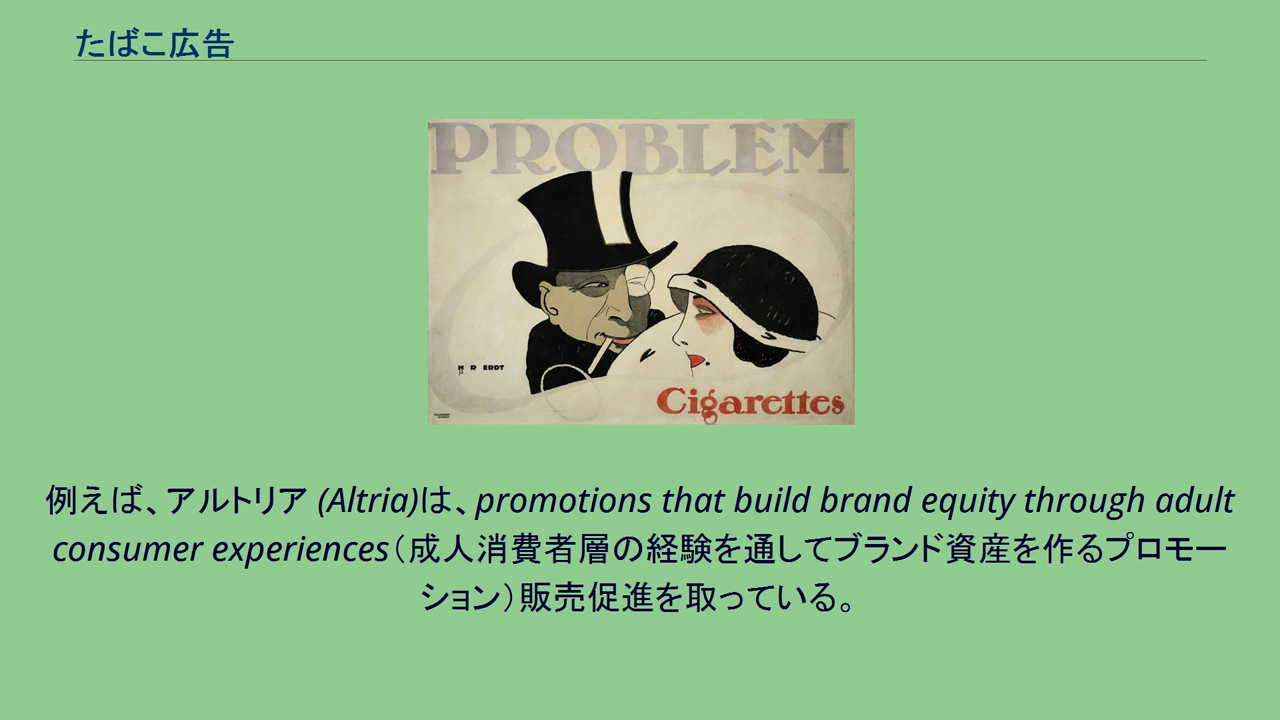 たばこ広告
PROBLEM
H R ERDT
Cigarettes
例えば、アルトリア (Altria)は、promotions that build brand equity through adult
consumer experiences（成人消費者層の経験を通してブランド資産を作るプロモー
ション）販売促進を取っている。